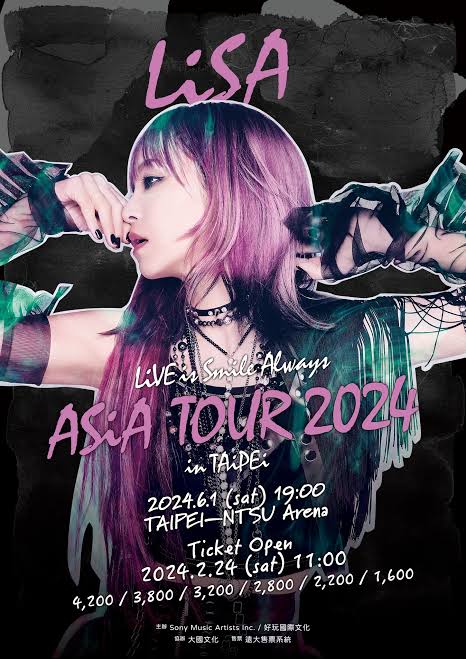 LiSA
LiVE is Smile Always
ASiA TOUR 2024
in TAiPEi
2024.6.1 (sat) 19:00
TAIPEI—NTSU Arena
Ticket Open
2024.2.24 (sat) 11:00
4,200 / 3,800 / 3,200 / 2,800 / 2,200 / 1,600
主辦 Sony Music Artists Inc. / 好玩國際文化
協辦 大國文化 售票 遠大售票系統